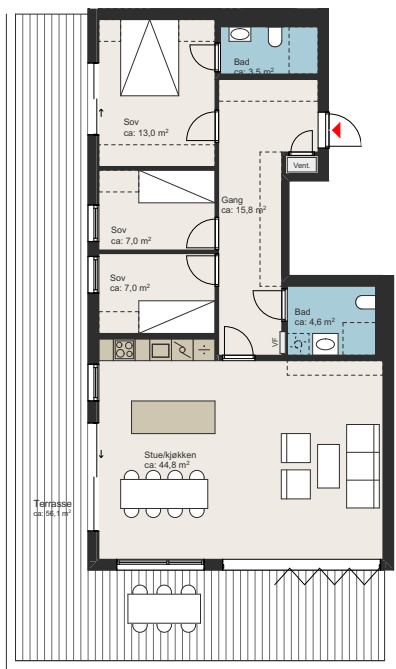 Bad
ca: 3,5 m²
Sov
ca: 13,0 m²
Vent.
Gang
ca: 15,8 m²
Sov
ca: 7,0 m²
Sov
ca: 7,0 m²
Bad
ca: 4,6 m²
VF
Stue/kjøkken
ca: 44,8 m²
Terrasse
ca: 56,1 m²